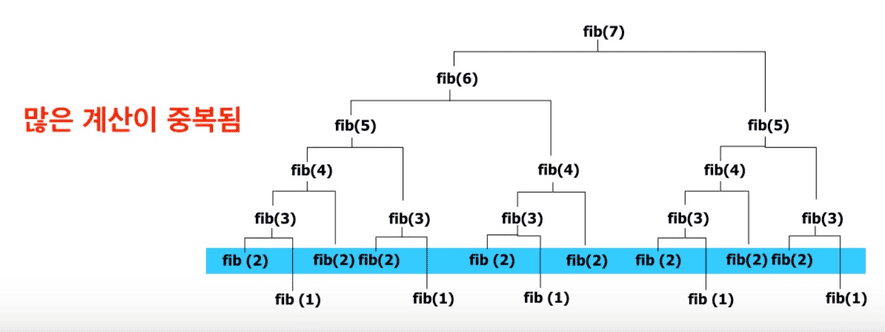 fib(7)
fib(6)
많은 계산이 중복됨
fib(5) fib(5)
fib(4) fib(4) fib(4)
fib(3) fib(3) fib(3) fib(3) fib(3)
fib (2) fib(2) fib(2) fib (2) fib(2) fib (2) fib(2) fib(2)
fib (1) fib(1) fib (1) fib (1) fib(1)